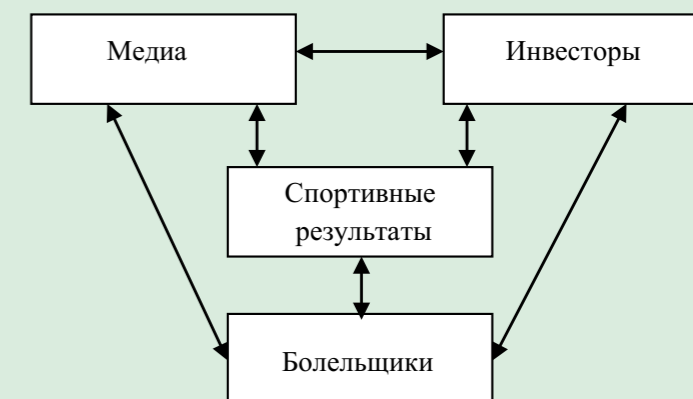 Медиа
Инвесторы
Спортивные
результаты
Болельщики